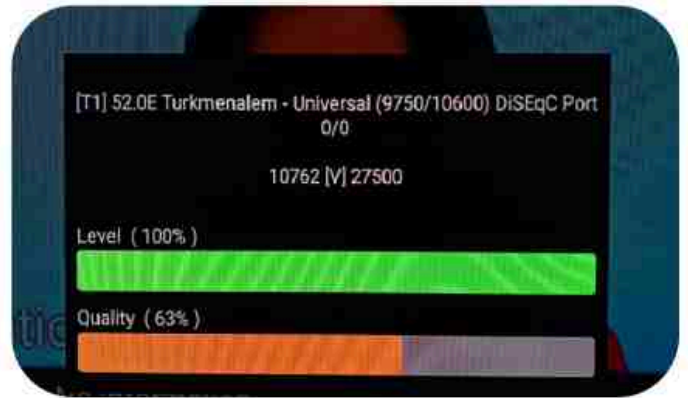 [T1] 52.0E Turkmenalem - Universal (9750/10600) DiSEqC Port
0/0
10762 [V] 27500
Level ( 100% )
Quality ( 63% )